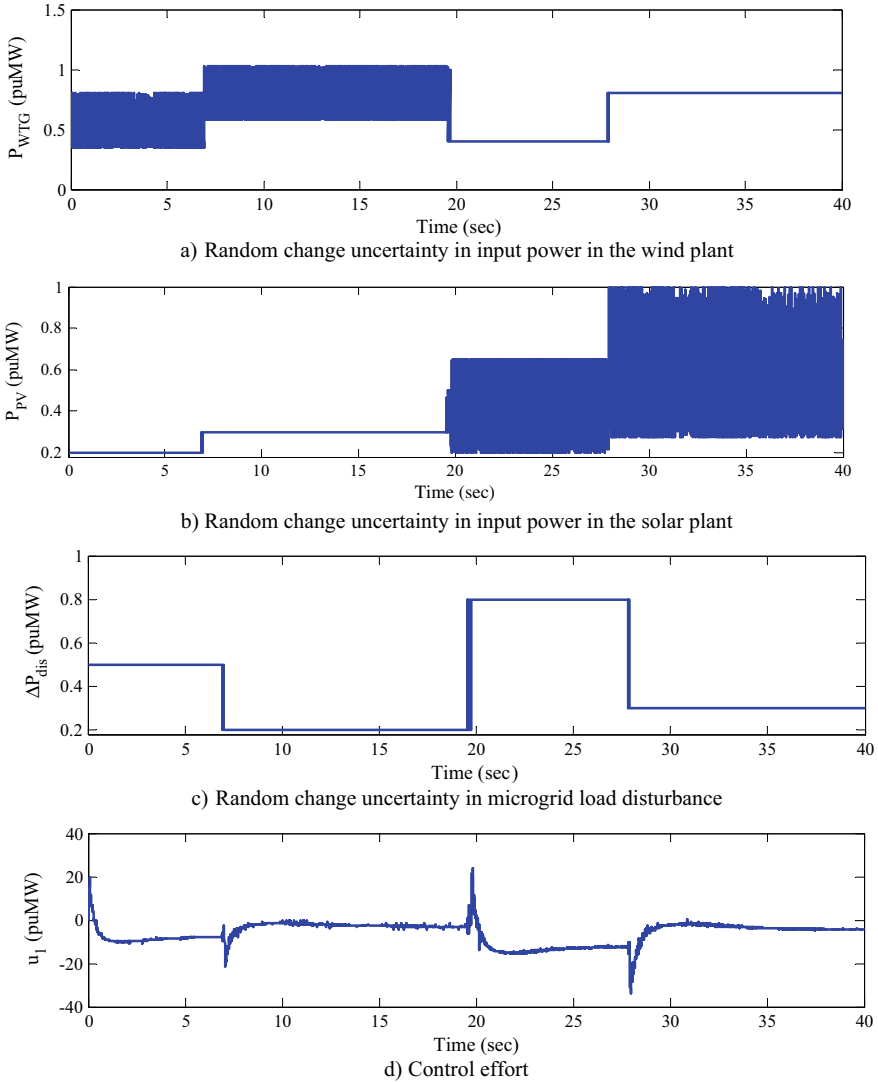 1.5
1
0.5
0
P_WTG (puMW)
0 5 10 15 20 25 30 35 40
Time (sec)
a) Random change uncertainty in input power in the wind plant
1
0.8
0.6
0.4
0.2
P_PV (puMW)
0 5 10 15 20 25 30 35 40
Time (sec)
b) Random change uncertainty in input power in the solar plant
1
0.8
0.6
0.4
0.2
ΔP_dis (puMW)
0 5 10 15 20 25 30 35 40
Time (sec)
c) Random change uncertainty in microgrid load disturbance
40
20
0
-20
-40
u_1 (puMW)
0 5 10 15 20 25 30 35 40
Time (sec)
d) Control effort